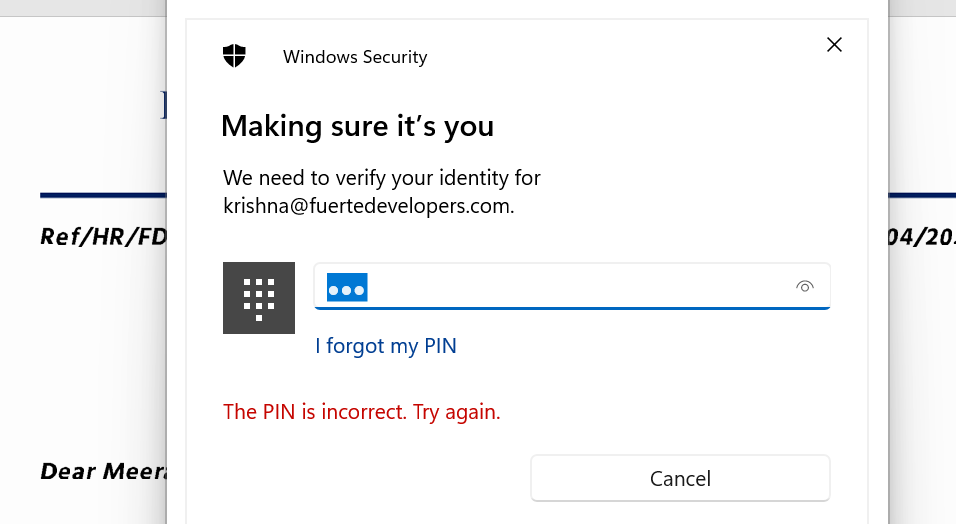 Windows Security
Making sure it's you
We need to verify your identity for
krishna@fuertedevelopers.com.
Ref/HR/FD
04/20
I forgot my PIN
The PIN is incorrect. Try again.
Dear Meera
Cancel